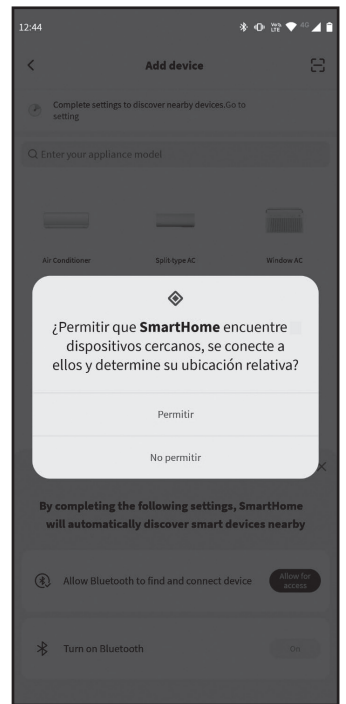 12:44
VoWifi LTE 4G
Add device
Complete settings to discover nearby devices.Go to
setting
Enter your appliance model
Air Conditioner Split-type AC Window AC
¿Permitir que SmartHome encuentre
dispositivos cercanos, se conecte a
ellos y determine su ubicación relativa?
Permitir
No permitir
By completing the following settings, SmartHome
will automatically discover smart devices nearby
Allow Bluetooth to find and connect device
Allow for
access
Turn on Bluetooth
On